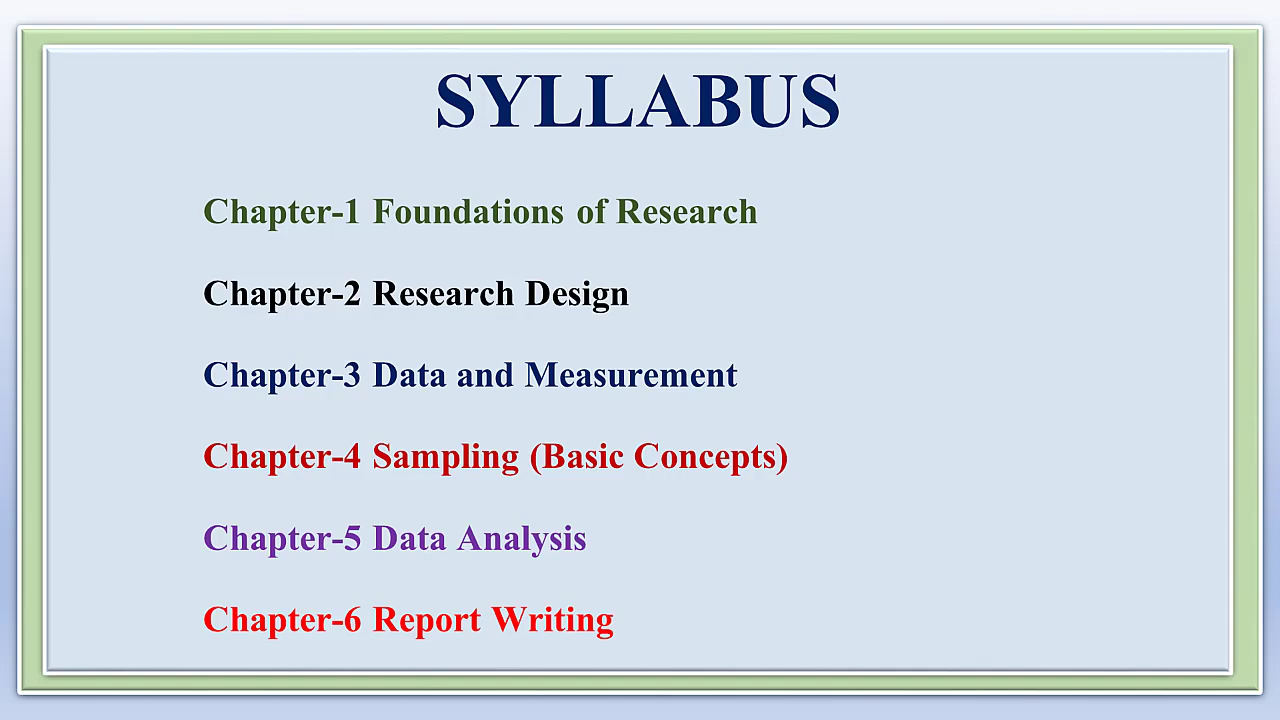 SYLLABUS
Chapter-1 Foundations of Research
Chapter-2 Research Design
Chapter-3 Data and Measurement
Chapter-4 Sampling (Basic Concepts)
Chapter-5 Data Analysis
Chapter-6 Report Writing